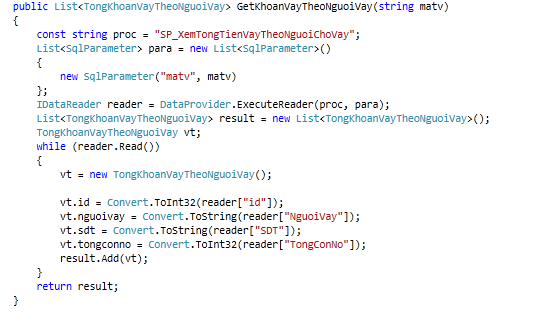 public List<TongKhoanVayTheoNguoiVay> GetKhoanVayTheoNguoiVay(string matv)
{
const string proc = "SP_XemTongTienVayTheoNguoiChoVay";
List<SqlParameter> para = new List<SqlParameter>()
{
new SqlParameter("matv", matv)
};
IDataReader reader = DataProvider.ExecuteReader(proc, para);
List<TongKhoanVayTheoNguoiVay> result = new List<TongKhoanVayTheoNguoiVay>();
TongKhoanVayTheoNguoiVay vt;
while (reader.Read())
{
vt = new TongKhoanVayTheoNguoiVay();
vt.id = Convert.ToInt32(reader["id"]);
vt.nguoivay = Convert.ToString(reader["NguoiVay"]);
vt.sdt = Convert.ToString(reader["SDT"]);
vt.tongconno = Convert.ToInt32(reader["TongConNo"]);
result.Add(vt);
}
return result;
}